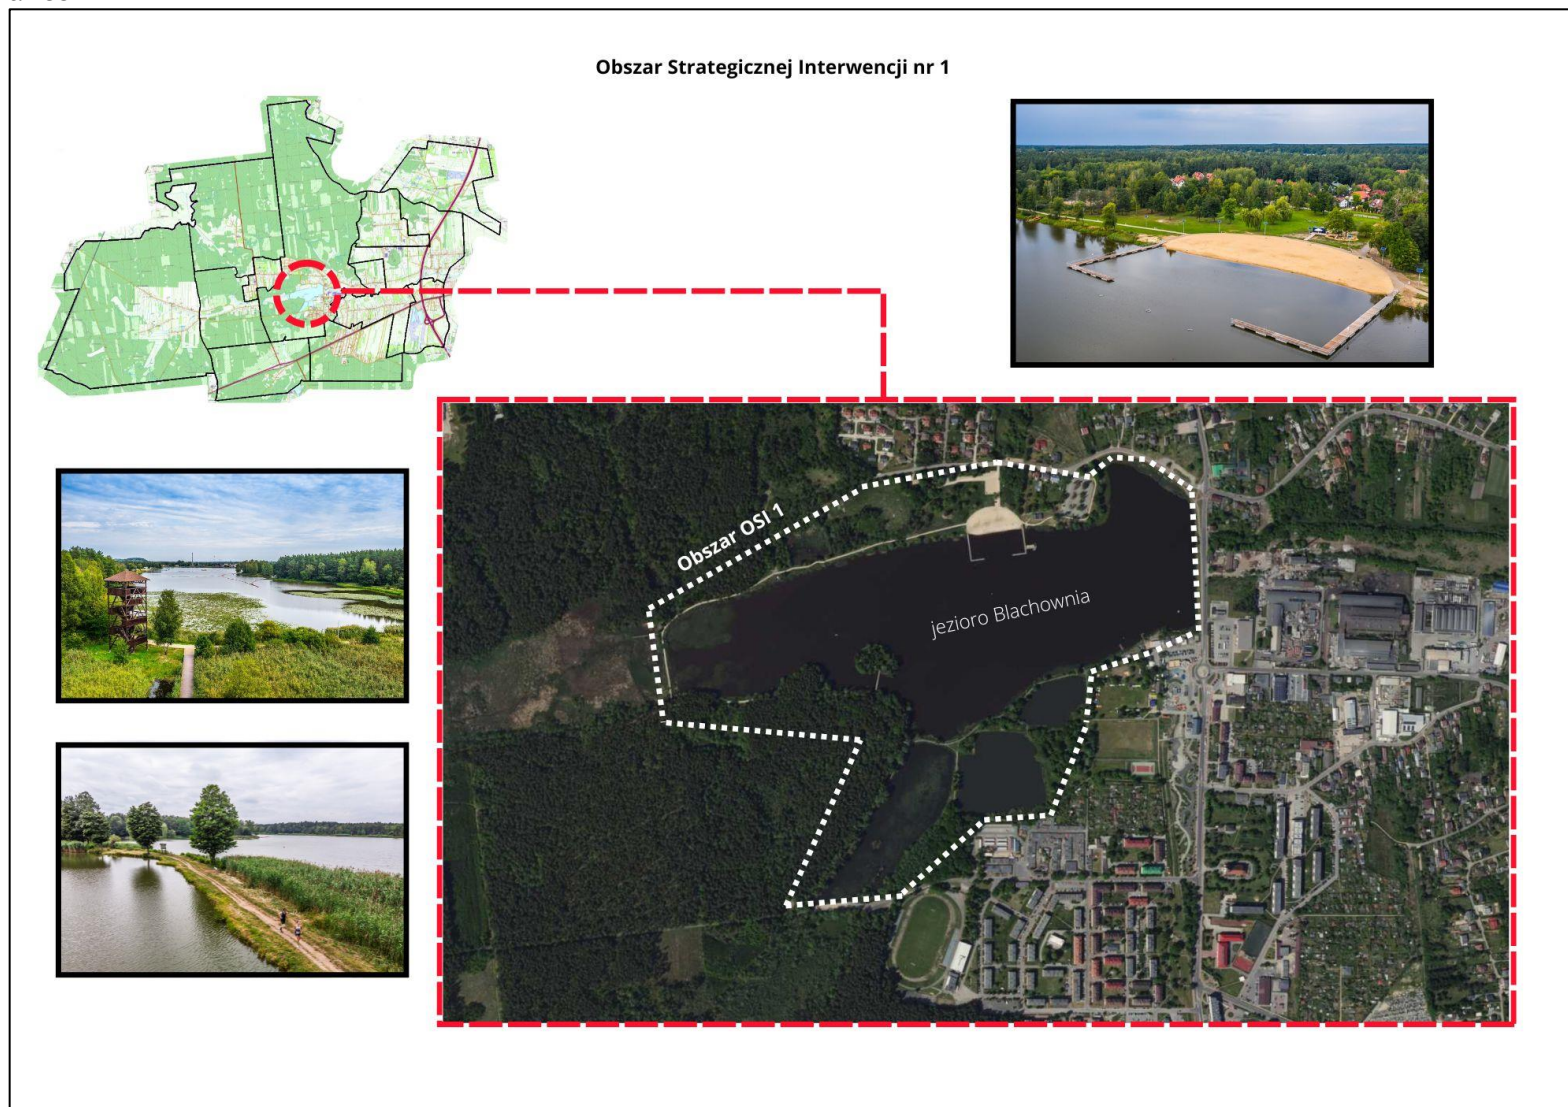 Obszar Strategicznej Interwencji nr 1
Obszar OSI 1
jezioro Blachownia